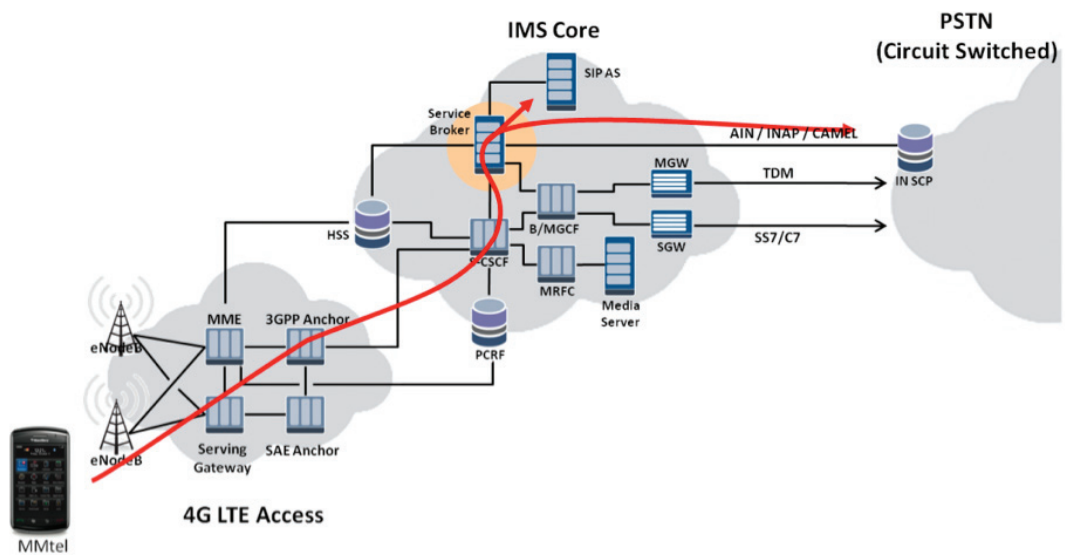 IMS Core
PSTN
(Circuit Switched)
SIP AS
Service
Broker
AIN / INAP / CAMEL
IN SCP
MGW
TDM
HSS
B/MGCF
S-CSCF
SGW
SS7/C7
MRFC
Media
Server
MME
3GPP Anchor
PCRF
eNodeB
eNodeB
Serving
Gateway
SAE Anchor
4G LTE Access
MMtel